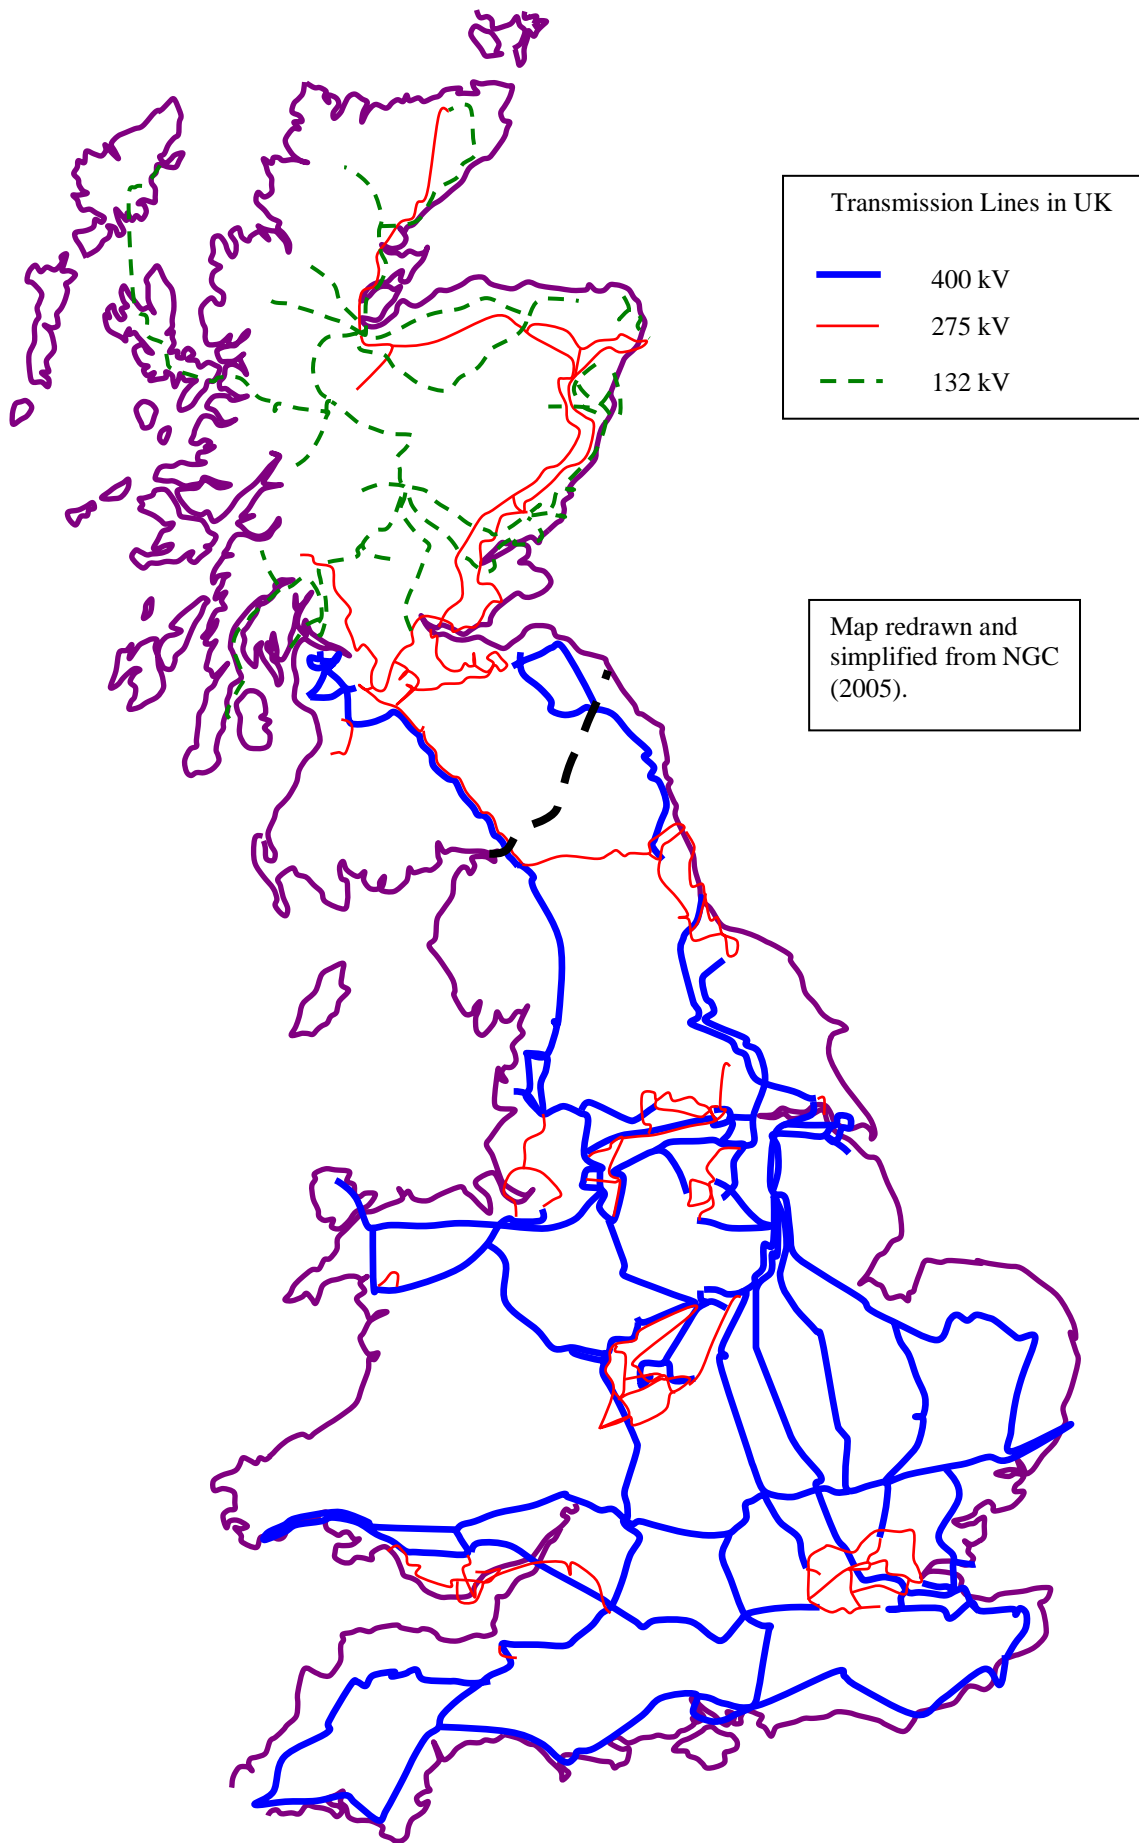 Transmission Lines in UK
400 kV
275 kV
132 kV
Map redrawn and
simplified from NGC
(2005).